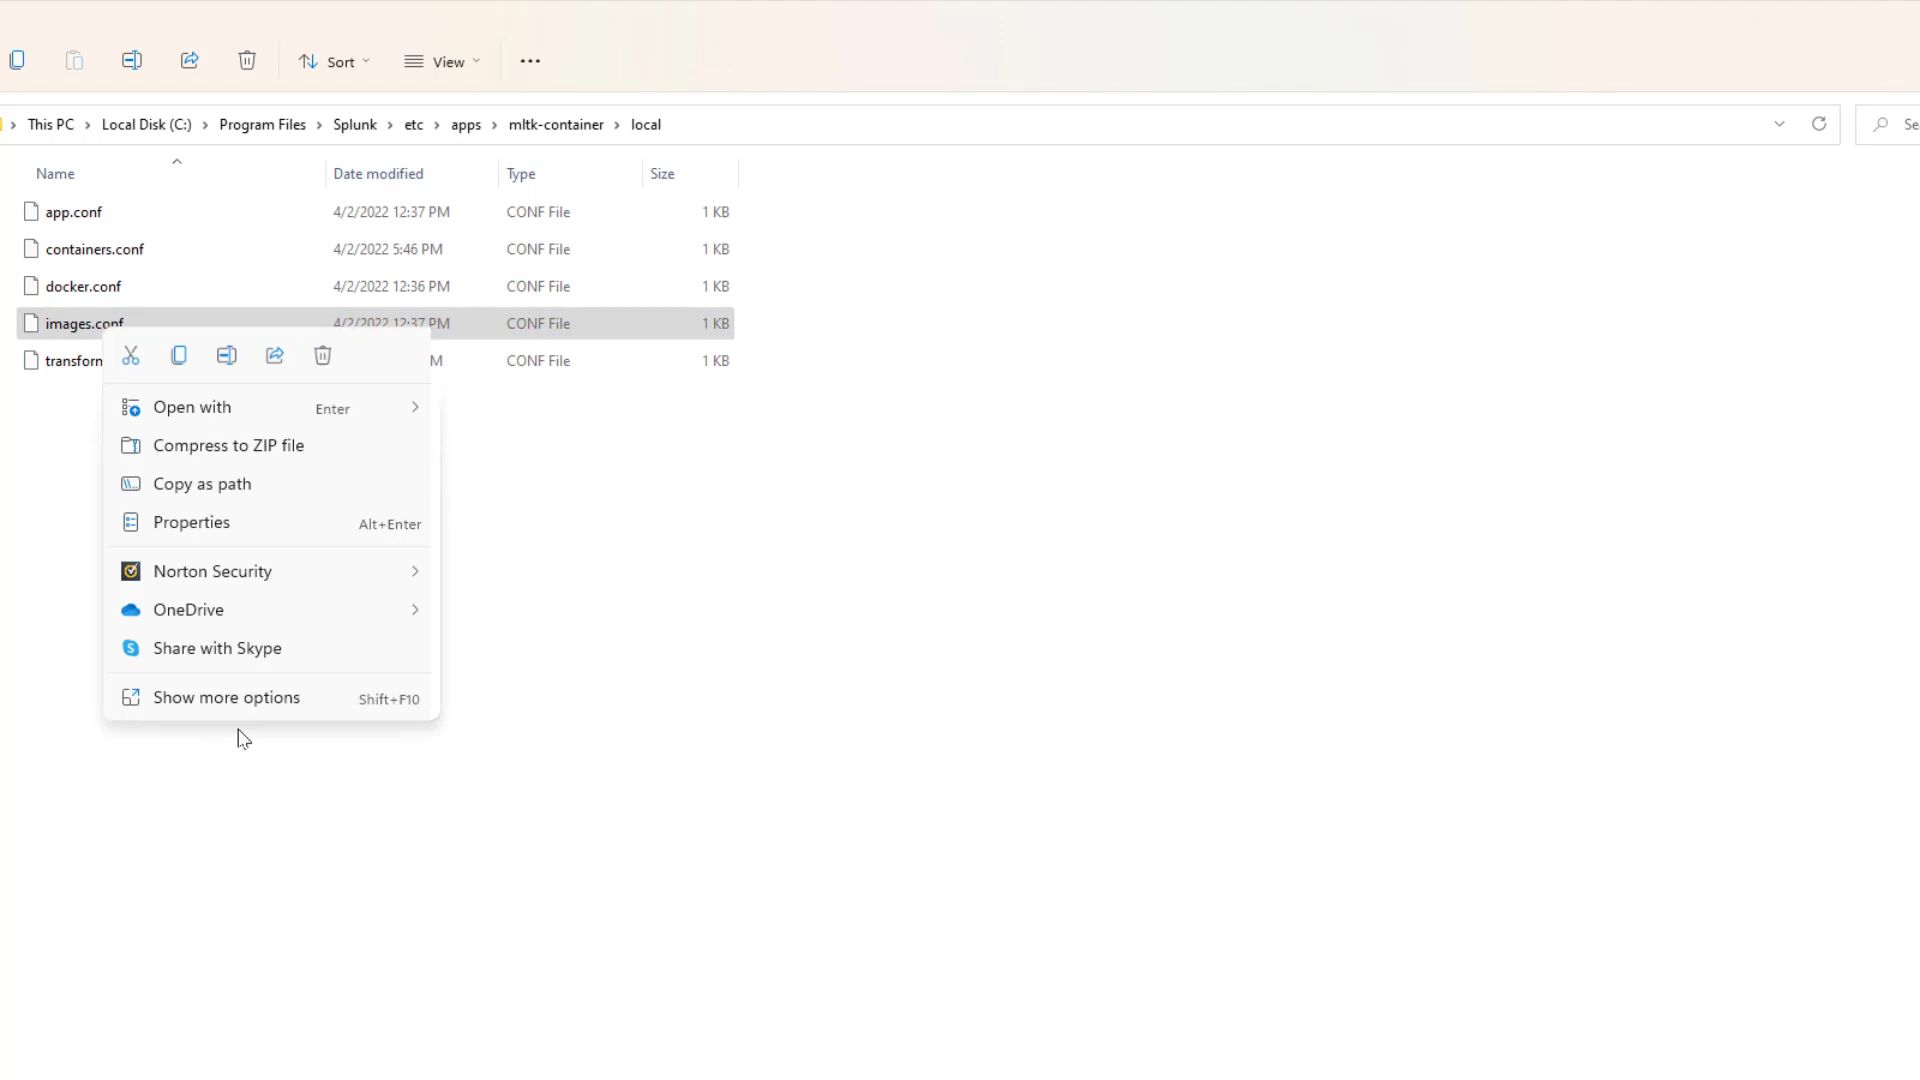 Sort
View
This PC > Local Disk (C:) > Program Files > Splunk > etc > apps > mltk-container > local
Name Date modified Type Size
app.conf 4/2/2022 12:37 PM CONF File 1 KB
containers.conf 4/2/2022 5:46 PM CONF File 1 KB
docker.conf 4/2/2022 12:36 PM CONF File 1 KB
images.conf 4/2/2022 12:37 PM CONF File 1 KB
CONF File 1 KB
Open with Enter
Compress to ZIP file
Copy as path
Properties Alt+Enter
Norton Security
OneDrive
Share with Skype
Show more options Shift+F10